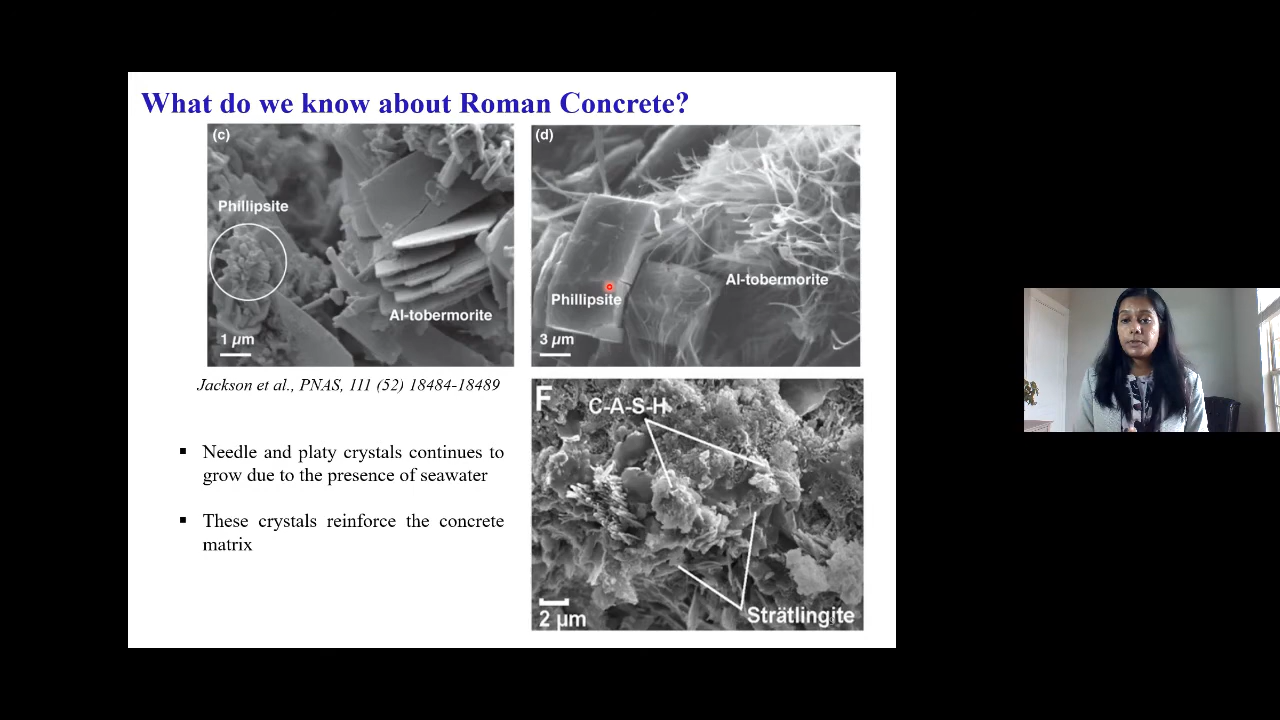 What do we know about Roman Concrete?
(c)
Phillipsite
Al-tobermorite
1 µm
(d)
Phillipsite
Al-tobermorite
3 µm
Jackson et al., PNAS, 111 (52) 18484-18489
▪ Needle and platy crystals continues to
grow due to the presence of seawater
▪ These crystals reinforce the concrete
matrix
F
C-A-S-H
Strätlingite
2 µm